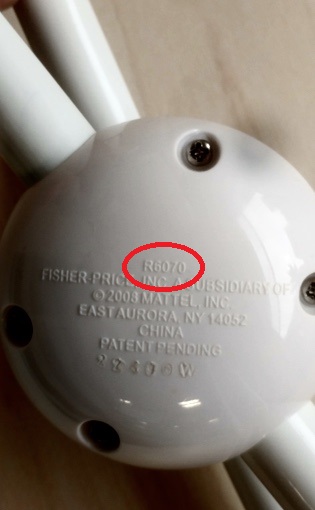 R6070
FISHER-PRICE, INC. A SUBSIDIARY OF
© 2008 MATTEL, INC.
EAST AURORA, NY 14052
CHINA
PATENT PENDING